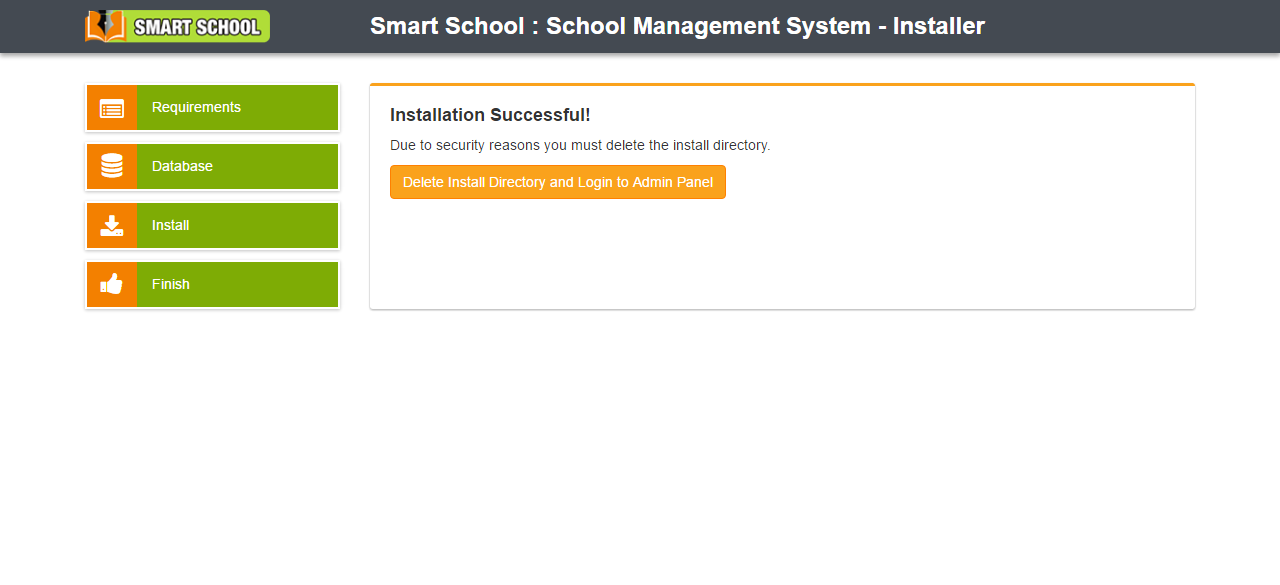 SMART SCHOOL
Smart School : School Management System - Installer
Requirements
Database
Install
Finish
Installation Successful!
Due to security reasons you must delete the install directory.
Delete Install Directory and Login to Admin Panel